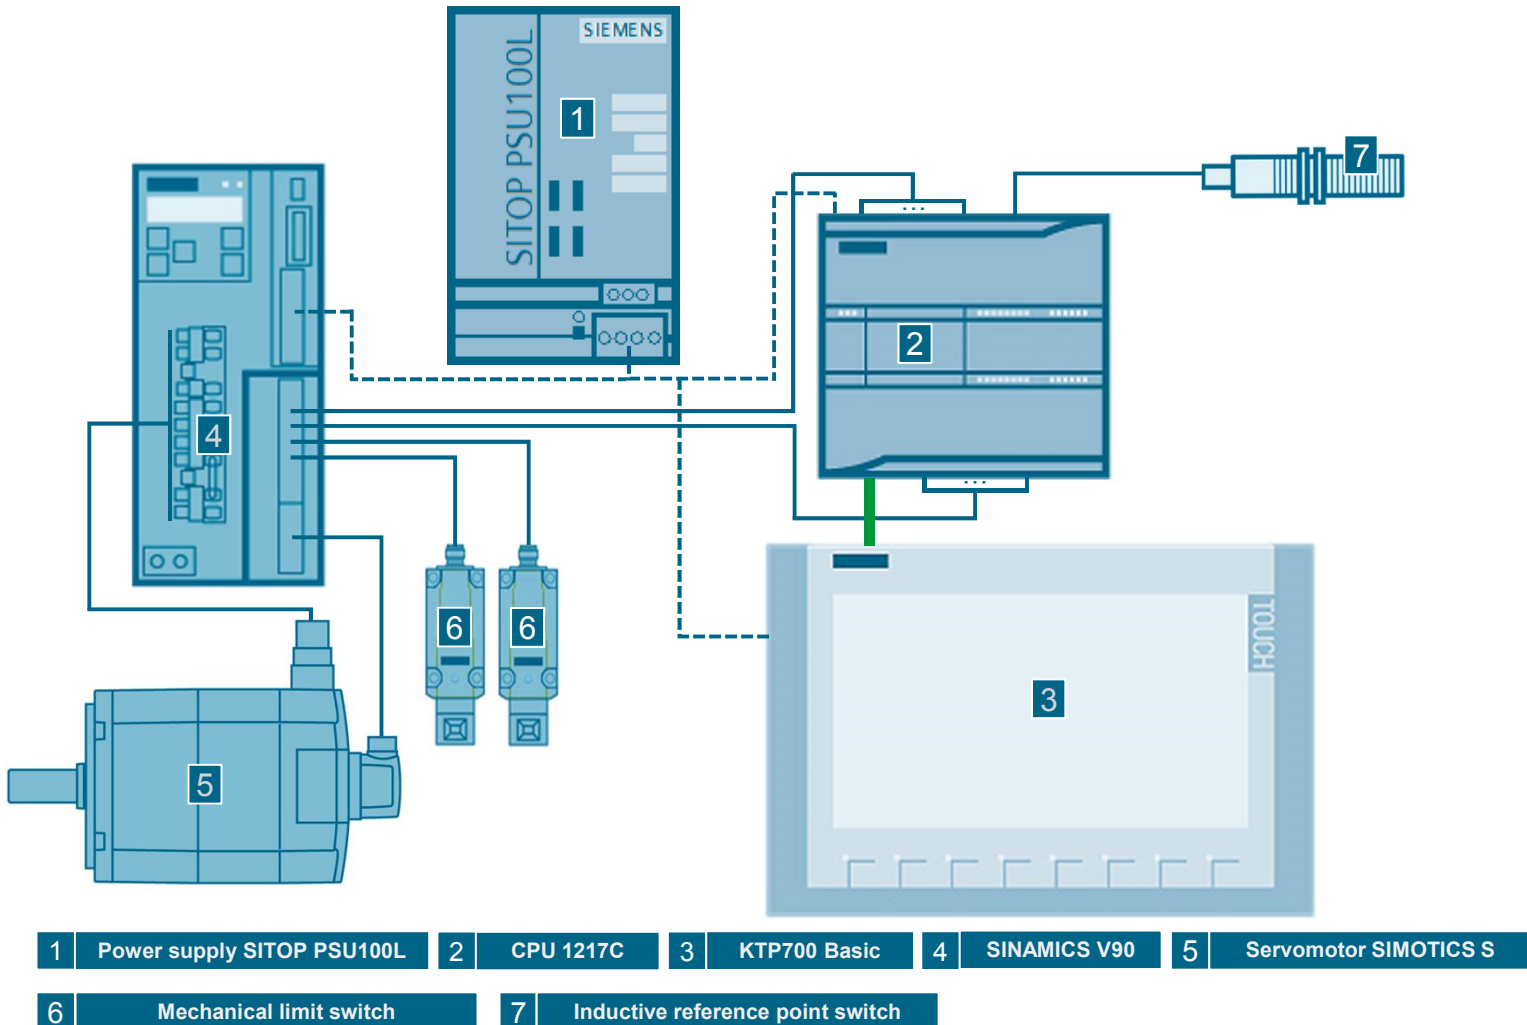 SIEMENS
SITOP PSU100L
1
7
2
4
6
6
TOUCH
3
5
1 Power supply SITOP PSU100L 2 CPU 1217C 3 KTP700 Basic 4 SINAMICS V90 5 Servomotor SIMOTICS S
6 Mechanical limit switch 7 Inductive reference point switch